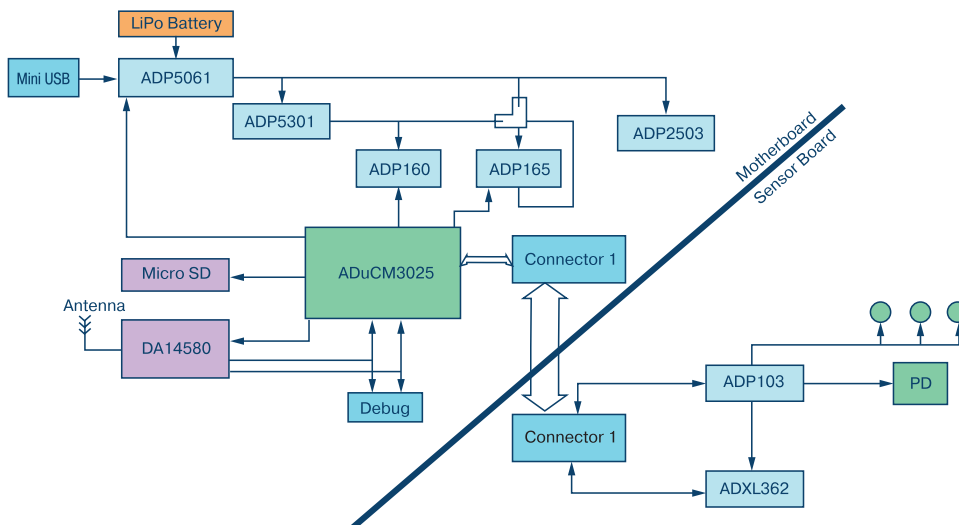 LiPo Battery
Mini USB
ADP5061
ADP5301
ADP2503
ADP160
ADP165
Motherboard
Sensor Board
ADuCM3025
Connector 1
Micro SD
Antenna
DA14580
Debug
ADP103
PD
Connector 1
ADXL362